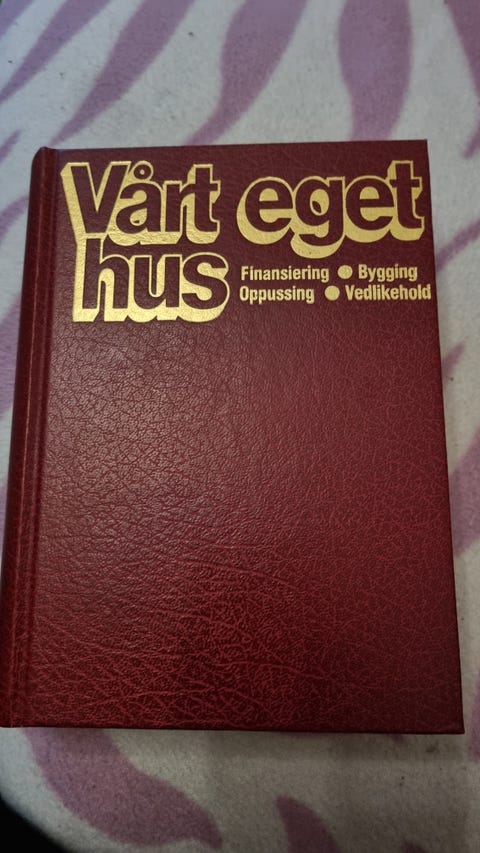 Vårt eget
hus
Finansiering ● Bygging
Oppussing ● Vedlikehold